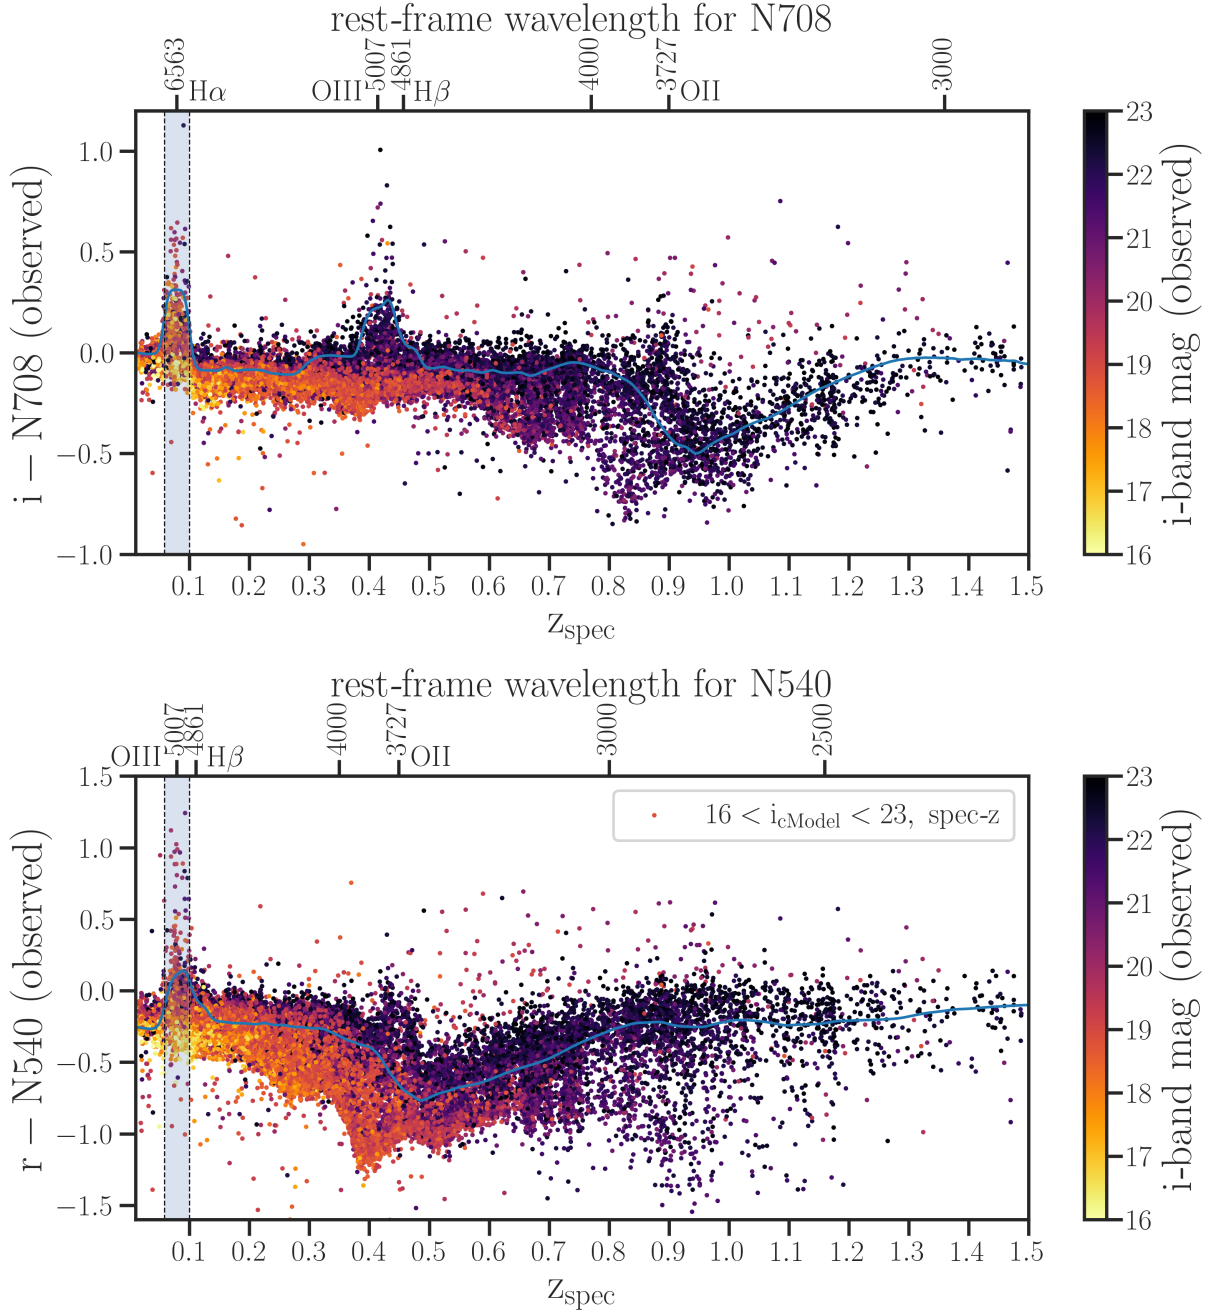 rest-frame wavelength for N708
6563 5007 4861 4000 3727 3000
Hα OIII Hβ OII
i − N708 (observed)
1.0
0.5
0.0
−0.5
−1.0
0.1 0.2 0.3 0.4 0.5 0.6 0.7 0.8 0.9 1.0 1.1 1.2 1.3 1.4 1.5
zspec
23
22
21
20
19
18
17
16
i-band mag (observed)
rest-frame wavelength for N540
5007 4861 4000 3727 3000 2500
OIII Hβ OII
r − N540 (observed)
1.5
1.0
0.5
0.0
−0.5
−1.0
−1.5
16 < icModel < 23, spec-z
0.1 0.2 0.3 0.4 0.5 0.6 0.7 0.8 0.9 1.0 1.1 1.2 1.3 1.4 1.5
zspec
23
22
21
20
19
18
17
16
i-band mag (observed)